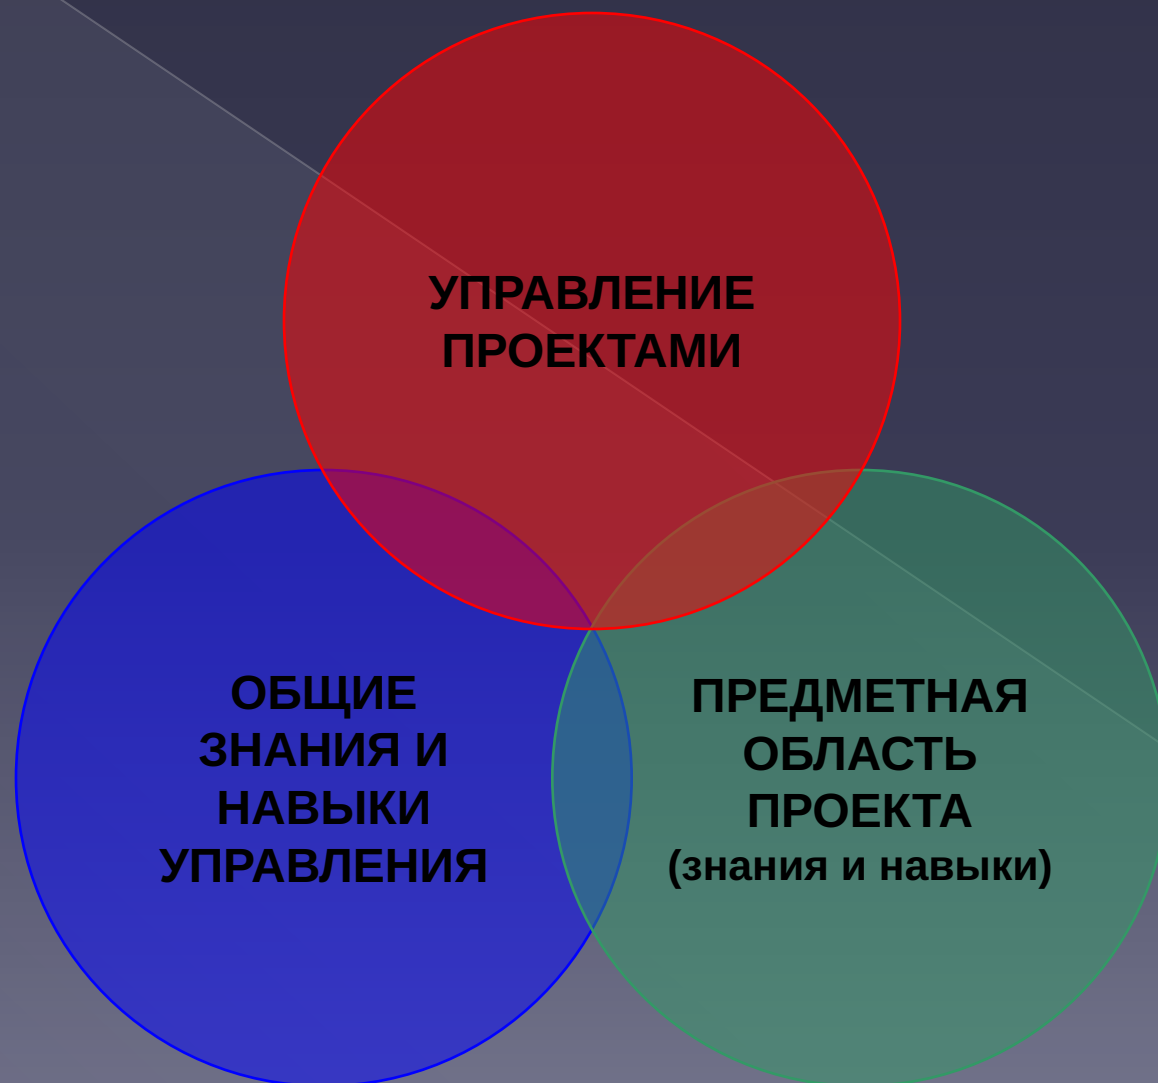 УПРАВЛЕНИЕ
ПРОЕКТАМИ
ОБЩИЕ
ЗНАНИЯ И
НАВЫКИ
УПРАВЛЕНИЯ
ПРЕДМЕТНАЯ
ОБЛАСТЬ
ПРОЕКТА
(знания и навыки)